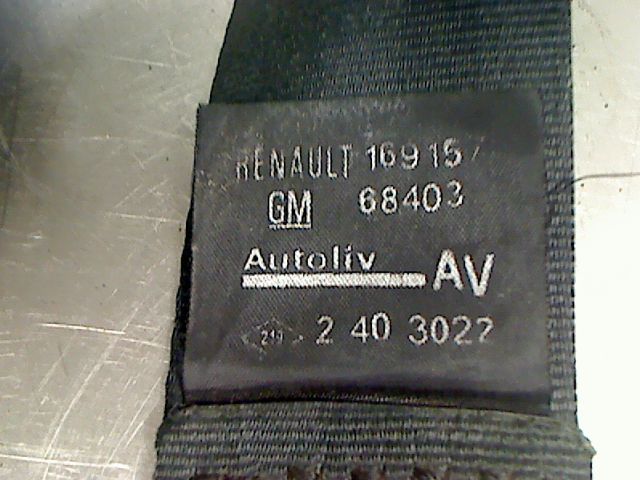 RENAULT 16915
GM 68403
Autoliv AV
2 40 3022